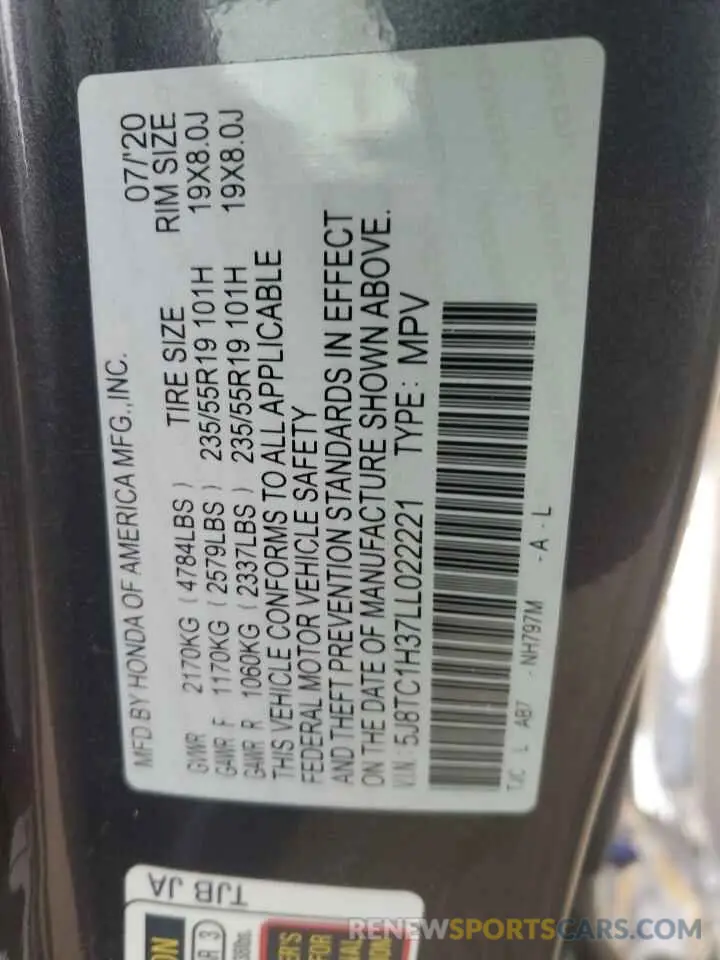 MFD BY HONDA OF AMERICA MFG., INC. 07/'20
GVWR 2170KG (4784LBS) TIRE SIZE RIM SIZE
GAWR F 1170KG (2579LBS) 235/55R19 101H 19X8.0J
GAWR R 1060KG (2337LBS) 235/55R19 101H 19X8.0J
THIS VEHICLE CONFORMS TO ALL APPLICABLE
FEDERAL MOTOR VEHICLE SAFETY
AND THEFT PREVENTION STANDARDS IN EFFECT
ON THE DATE OF MANUFACTURE SHOWN ABOVE.
VIN: 5J8TC1H37LL022221 TYPE: MPV
TJC L AB7 - NH797M - A - L
TJB JA
RENEWSPORTSCARS.COM